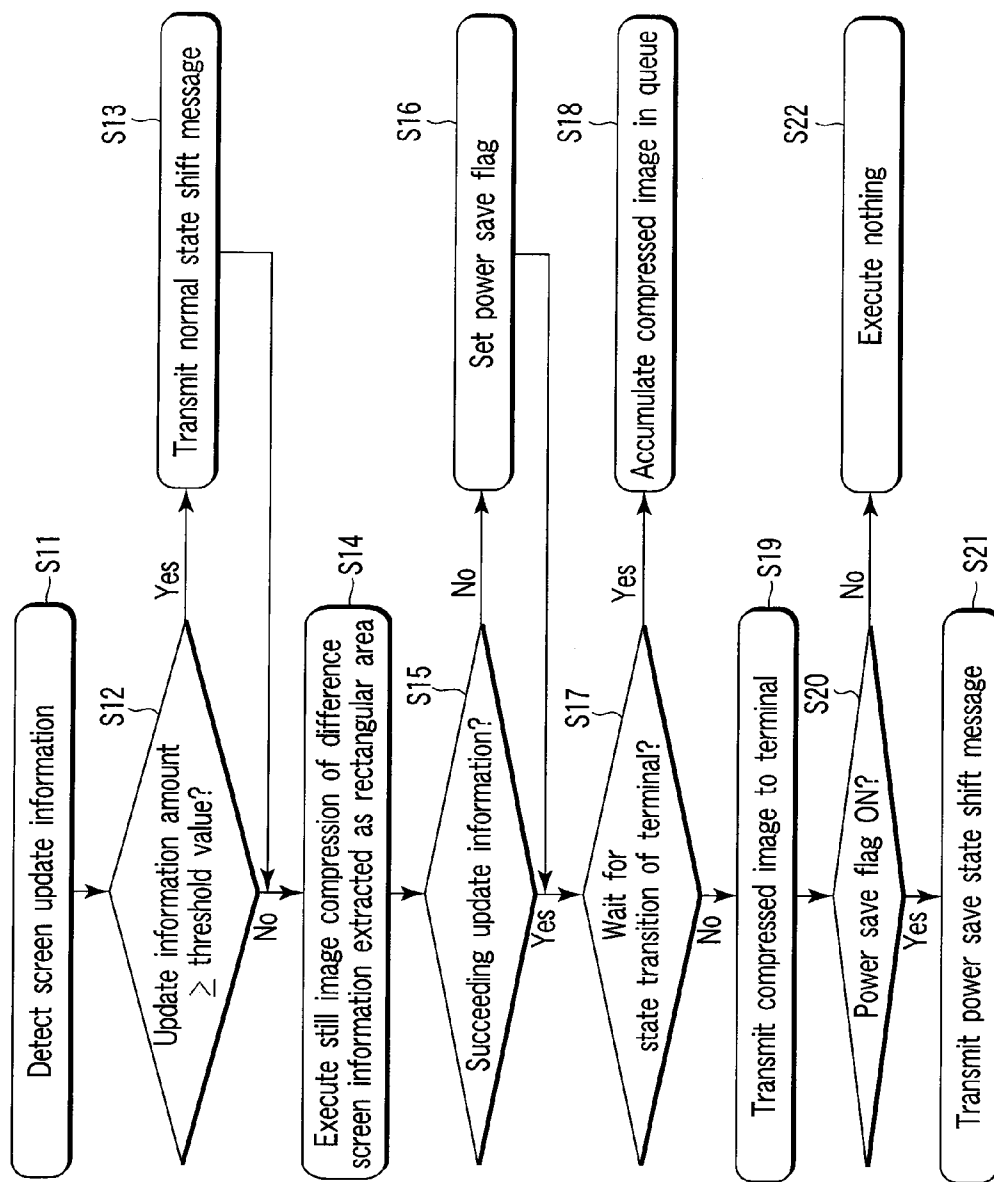 Detect screen update information
S11
Update information amount
≥ threshold value?
S12
Yes
No
Transmit normal state shift message
S13
Execute still image compression of difference
screen information extracted as rectangular area
S14
Succeeding update information?
S15
No
Yes
Set power save flag
S16
Wait for
state transition of terminal?
S17
Yes
No
Accumulate compressed image in queue
S18
Transmit compressed image to terminal
S19
Power save flag ON?
S20
No
Yes
Execute nothing
S22
Transmit power save state shift message
S21